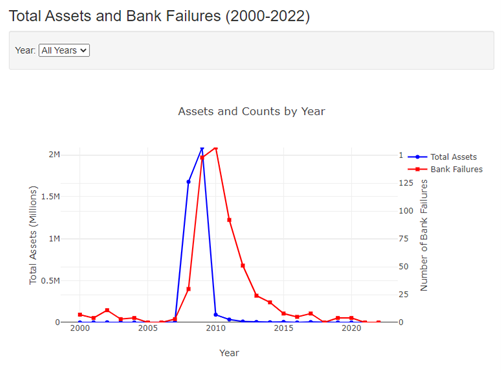 Total Assets and Bank Failures (2000-2022)
Year: All Years
Assets and Counts by Year
Total Assets (Millions)
2M
1.5M
1M
0.5M
0
2000 2005 2010 2015 2020
Year
1
125
100
75
50
25
0
Number of Bank Failures
Total Assets
Bank Failures